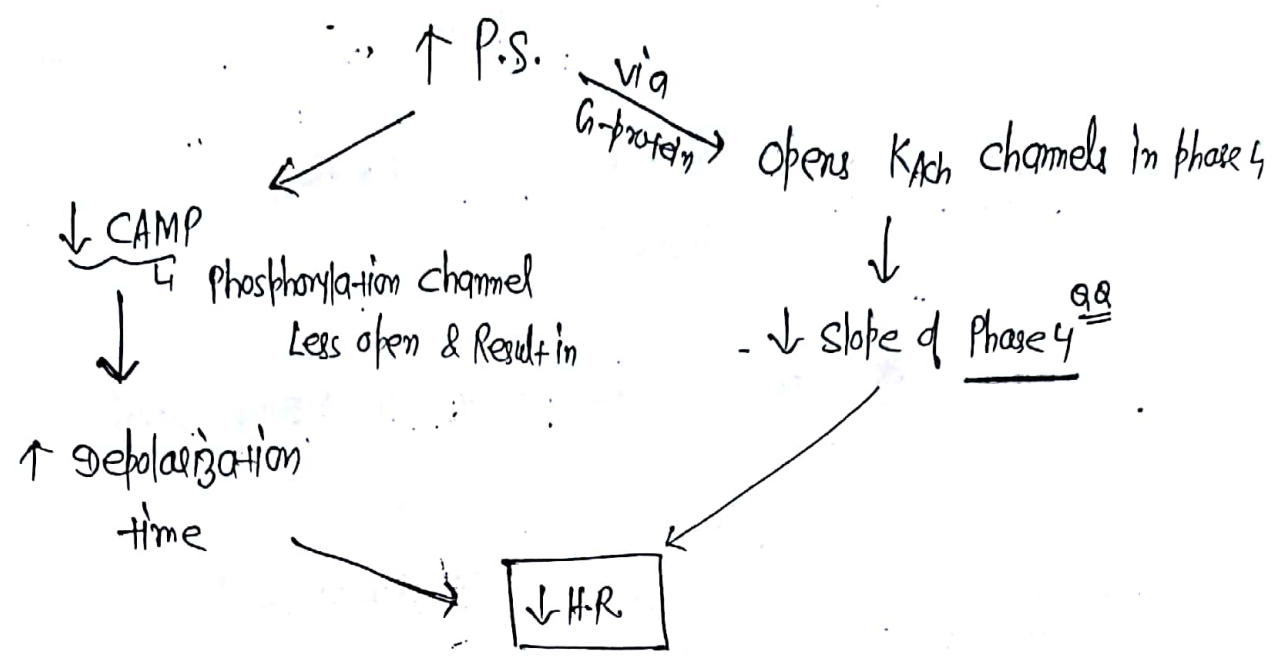 ↑ P.S.
via
G-protein
opens KAch channels in phase 4
↓ CAMP
↳ Phosphorylation channel
Less open & Result in
↓ Slope of Phase 4 QQ
↑ Depolarization
time
↓ H.R